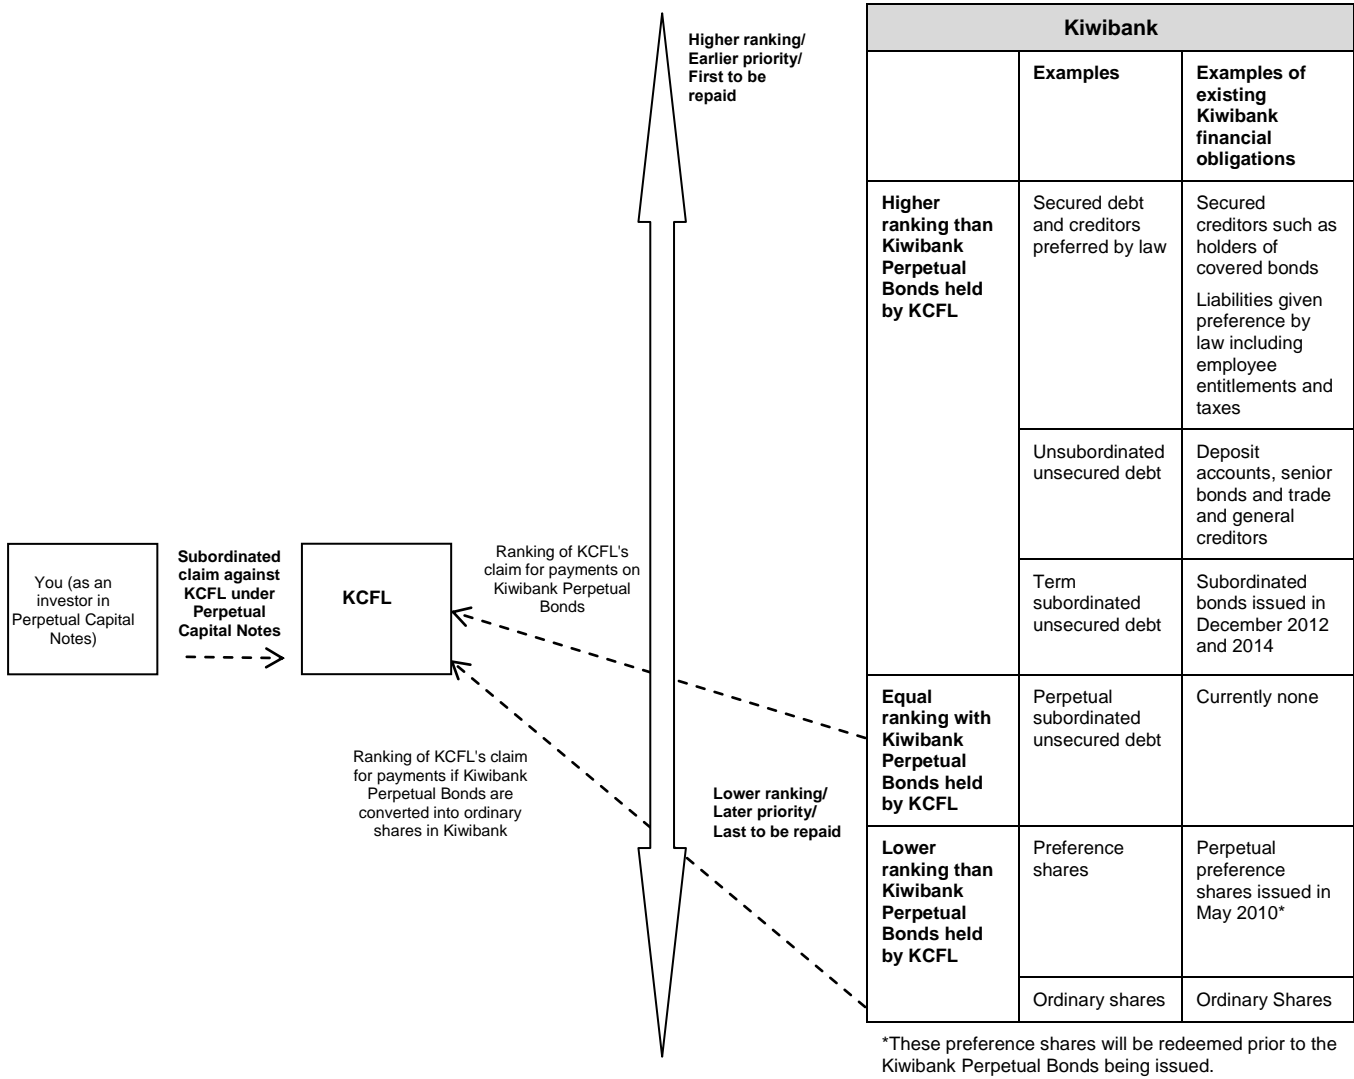 Higher ranking/
Earlier priority/
First to be
repaid
Kiwibank
Examples
Examples of
existing
Kiwibank
financial
obligations
Higher
ranking than
Kiwibank
Perpetual
Bonds held
by KCFL
Secured debt
and creditors
preferred by law
Secured
creditors such as
holders of
covered bonds
Liabilities given
preference by
law including
employee
entitlements and
taxes
Unsubordinated
unsecured debt
Deposit
accounts, senior
bonds and trade
and general
creditors
Term
subordinated
unsecured debt
Subordinated
bonds issued in
December 2012
and 2014
You (as an
investor in
Perpetual Capital
Notes)
Subordinated
claim against
KCFL under
Perpetual
Capital Notes
KCFL
Ranking of KCFL's
claim for payments on
Kiwibank Perpetual
Bonds
Equal
ranking with
Kiwibank
Perpetual
Bonds held
by KCFL
Perpetual
subordinated
unsecured debt
Currently none
Ranking of KCFL's claim
for payments if Kiwibank
Perpetual Bonds are
converted into ordinary
shares in Kiwibank
Lower ranking/
Later priority/
Last to be repaid
Lower
ranking than
Kiwibank
Perpetual
Bonds held
by KCFL
Preference
shares
Perpetual
preference
shares issued in
May 2010*
Ordinary shares
Ordinary Shares
*These preference shares will be redeemed prior to the
Kiwibank Perpetual Bonds being issued.